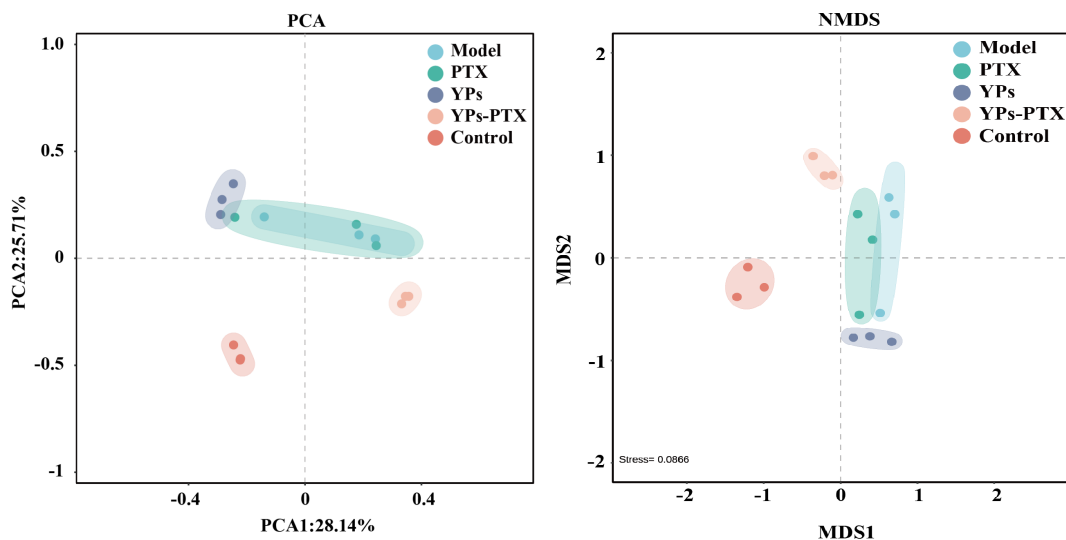 PCA
1.0
0.5
0
-0.5
-1
-0.4
0
0.4
PCA2:25.71%
PCA1:28.14%
Model
PTX
YPs
YPs-PTX
Control
NMDS
2
1
0
-1
-2
-2
-1
0
1
2
MDS2
MDS1
Model
PTX
YPs
YPs-PTX
Control
Stress= 0.0866